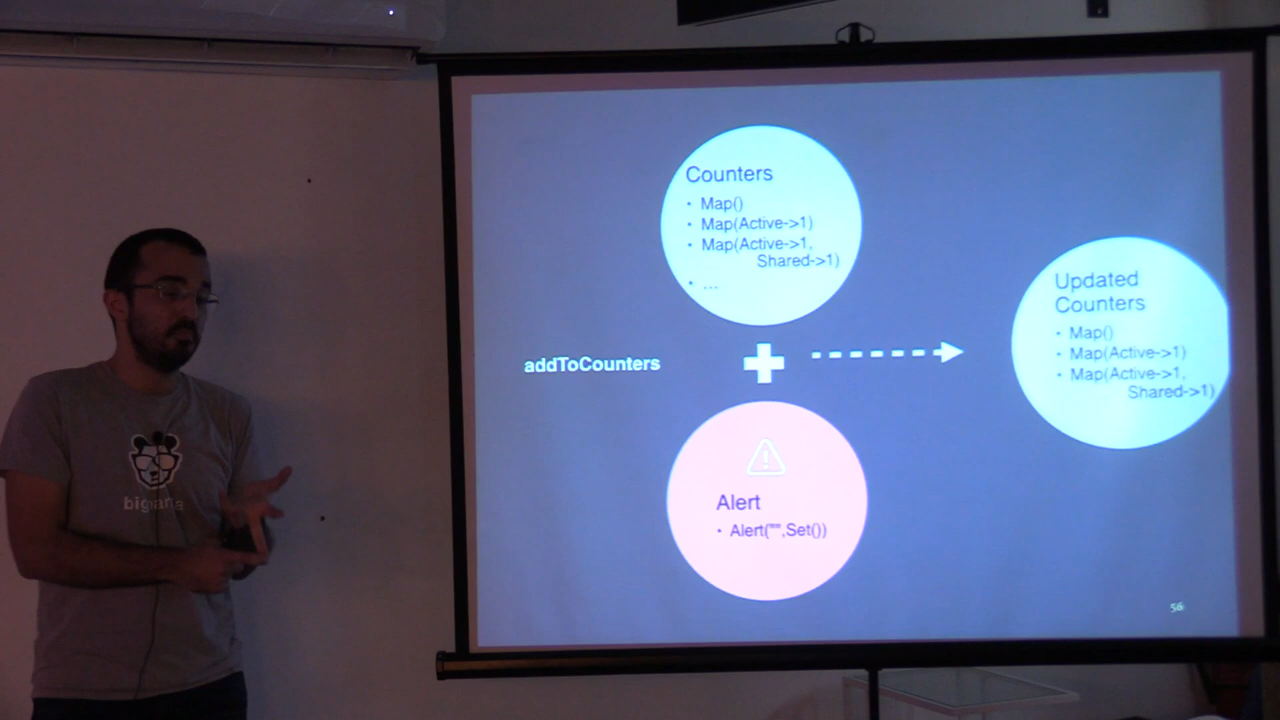 Counters
• Map()
• Map(Active->1)
• Map(Active->1,
Shared->1)
• ...
addToCounters
Alert
• Alert("",Set())
Updated
Counters
• Map()
• Map(Active->1)
• Map(Active->1,
Shared->1)
56